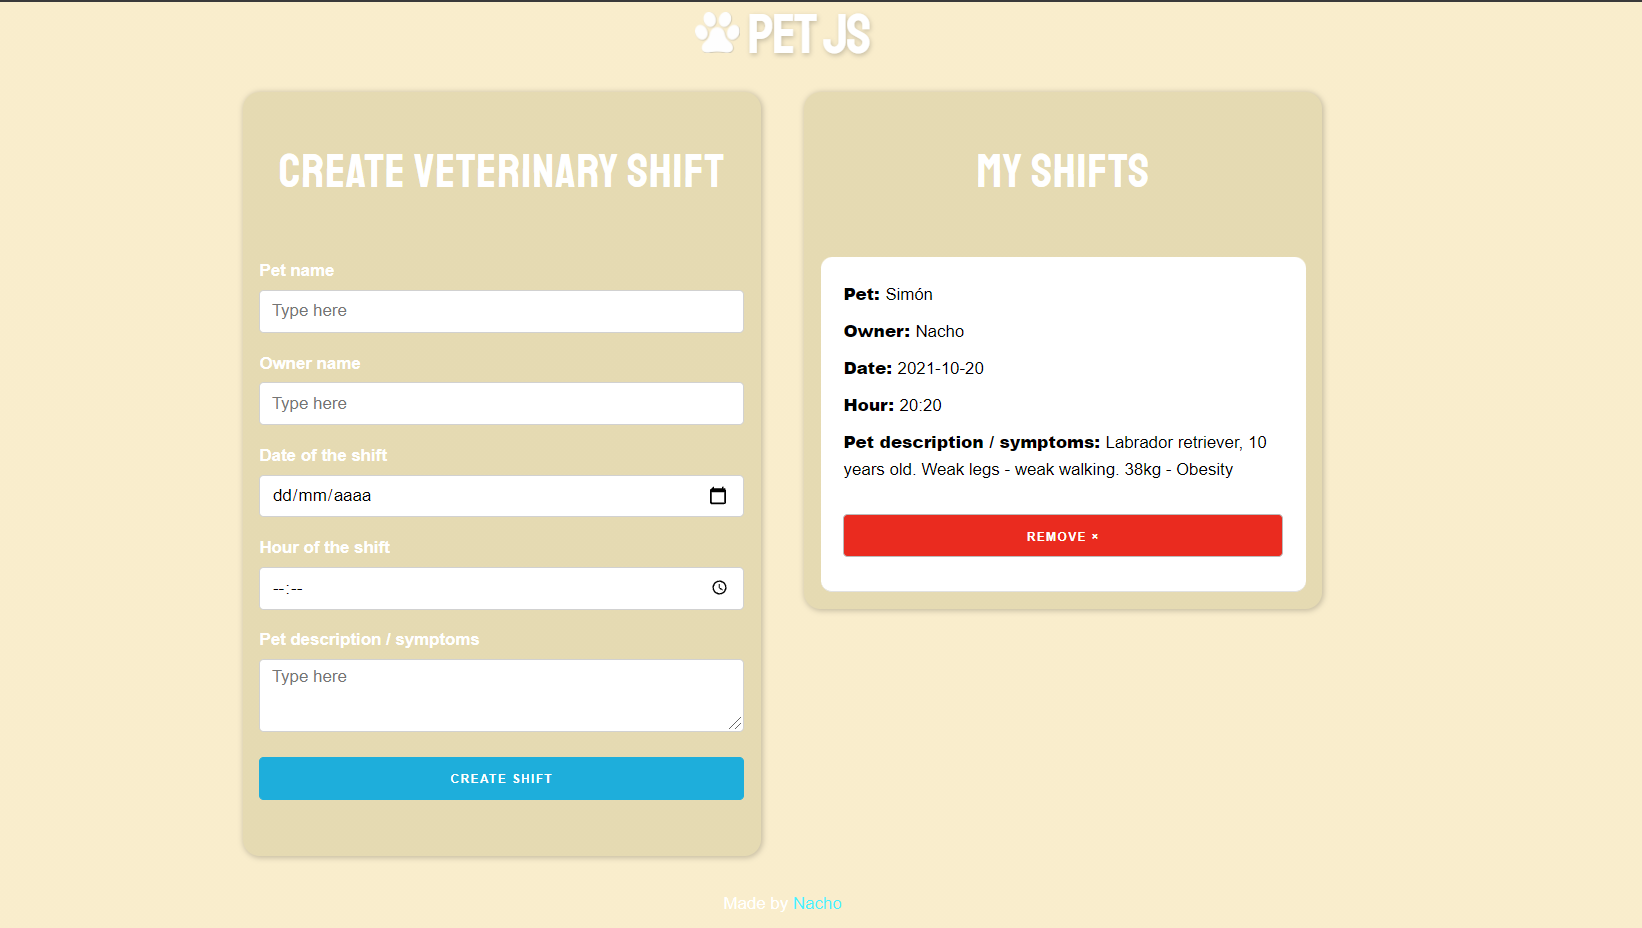 PET JS
CREATE VETERINARY SHIFT
Pet name
Type here
Owner name
Type here
Date of the shift
dd/mm/aaaa
Hour of the shift
--:--
Pet description / symptoms
Type here
CREATE SHIFT
MY SHIFTS
Pet: Simón
Owner: Nacho
Date: 2021-10-20
Hour: 20:20
Pet description / symptoms: Labrador retriever, 10
years old. Weak legs - weak walking. 38kg - Obesity
REMOVE ×
Made by Nacho